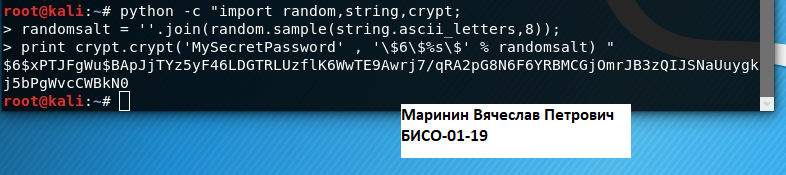 root@kali:~# python -c "import random,string,crypt;
> randomsalt = ''.join(random.sample(string.ascii_letters,8));
> print crypt.crypt('MySecretPassword' , '\$6\$%s\$' % randomsalt) "
$6$xPTJFgWu$BApJjTYz5yF46LDGTRLUzflK6WwTE9Awrj7/qRA2pG8N6F6YRBMCGjOmrJB3zQIJSNaUuygk
j5bPgWvcCWBkN0
root@kali:~#
Маринин Вячеслав Петрович
БИСО-01-19